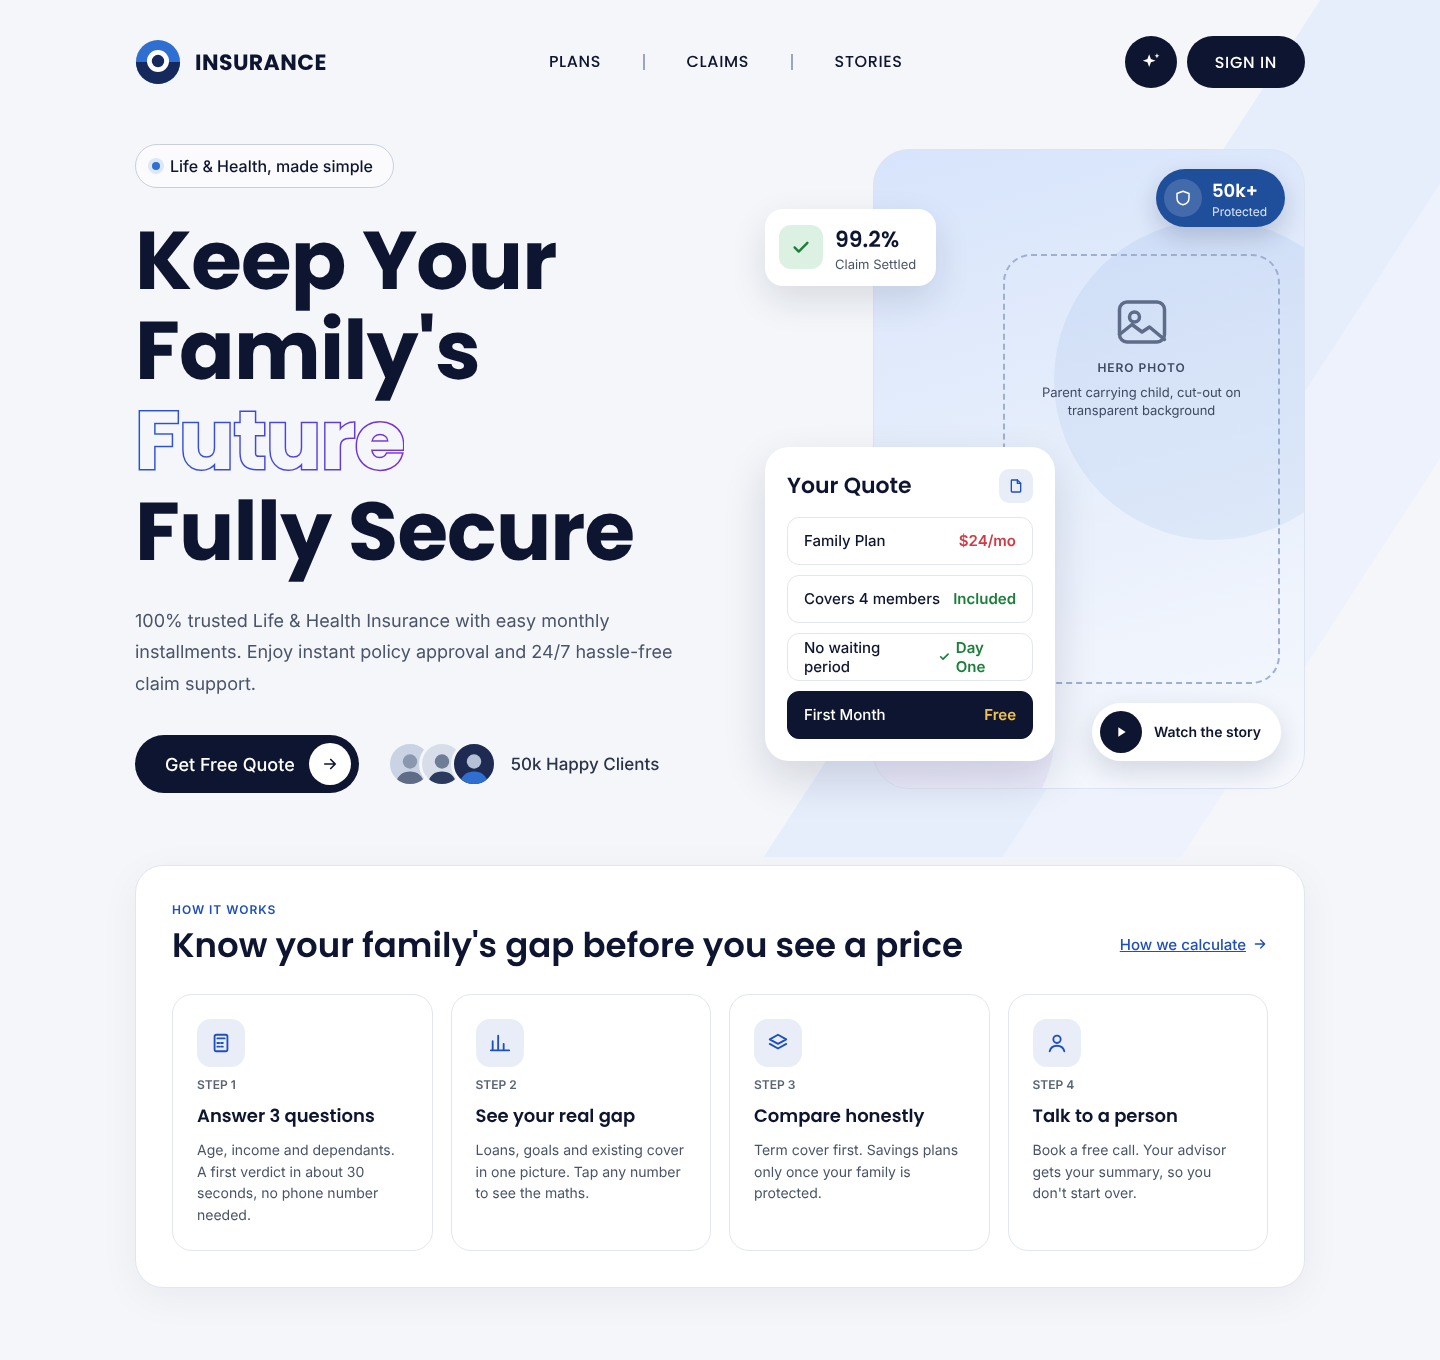 INSURANCE
PLANS | CLAIMS | STORIES
SIGN IN
Life & Health, made simple
Keep Your
Family's
Future
Fully Secure
100% trusted Life & Health Insurance with easy monthly
installments. Enjoy instant policy approval and 24/7 hassle-free
claim support.
Get Free Quote
50k Happy Clients
50k+
Protected
99.2%
Claim Settled
HERO PHOTO
Parent carrying child, cut-out on
transparent background
Your Quote
Family Plan $24/mo
Covers 4 members Included
No waiting
period
Day
One
First Month Free
Watch the story
HOW IT WORKS
Know your family's gap before you see a price
How we calculate
STEP 1
Answer 3 questions
Age, income and dependants.
A first verdict in about 30
seconds, no phone number
needed.
STEP 2
See your real gap
Loans, goals and existing cover
in one picture. Tap any number
to see the maths.
STEP 3
Compare honestly
Term cover first. Savings plans
only once your family is
protected.
STEP 4
Talk to a person
Book a free call. Your advisor
gets your summary, so you
don't start over.